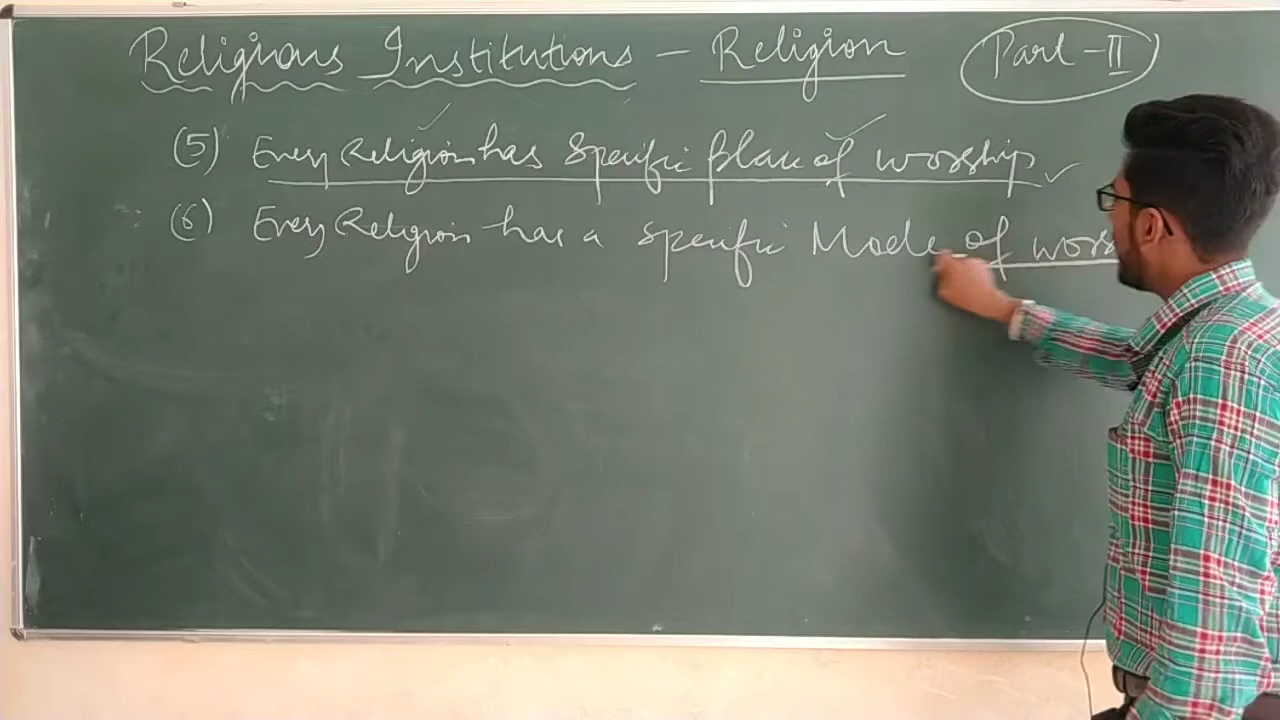 Religious Institutions - Religion Part-II
(5) Every Religion has Specific place of worship
(6) Every Religion has a specific Mode of wors